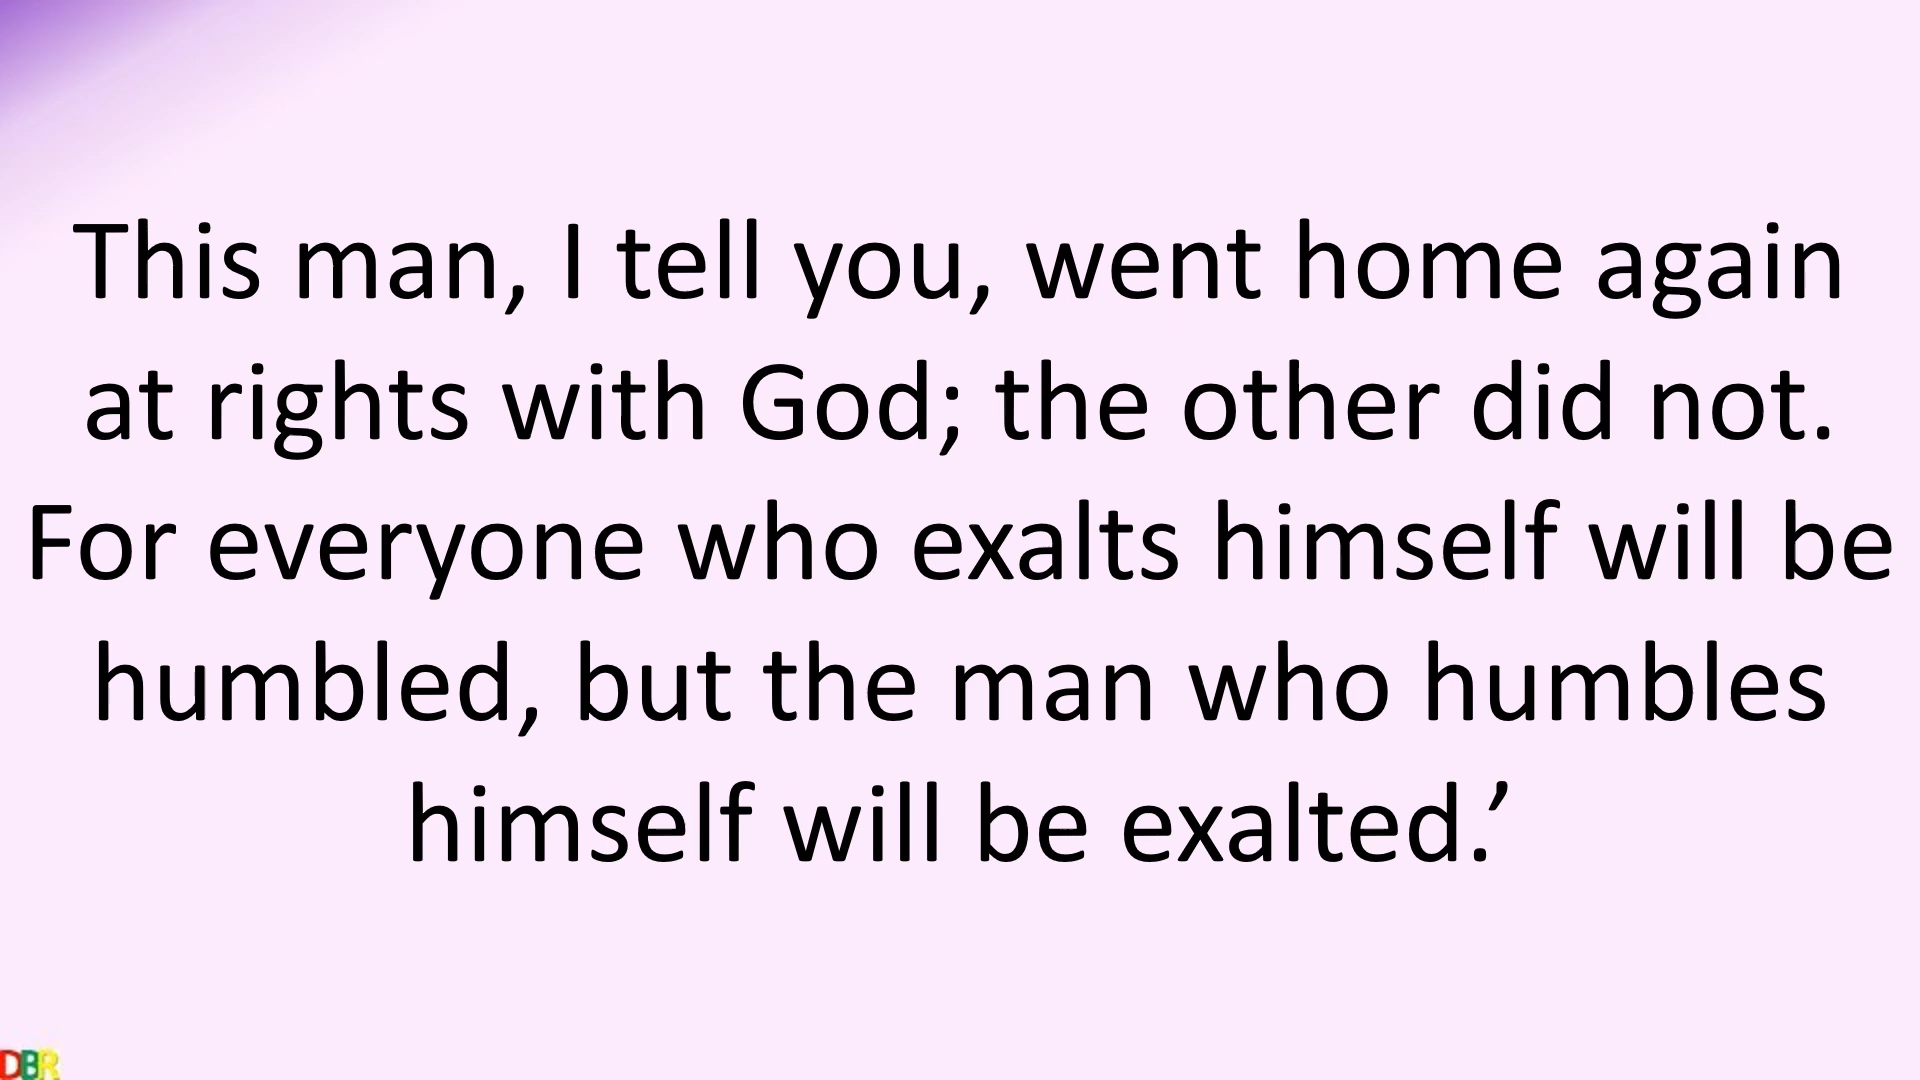 This man, I tell you, went home again
at rights with God; the other did not.
For everyone who exalts himself will be
humbled, but the man who humbles
himself will be exalted.’
DBR